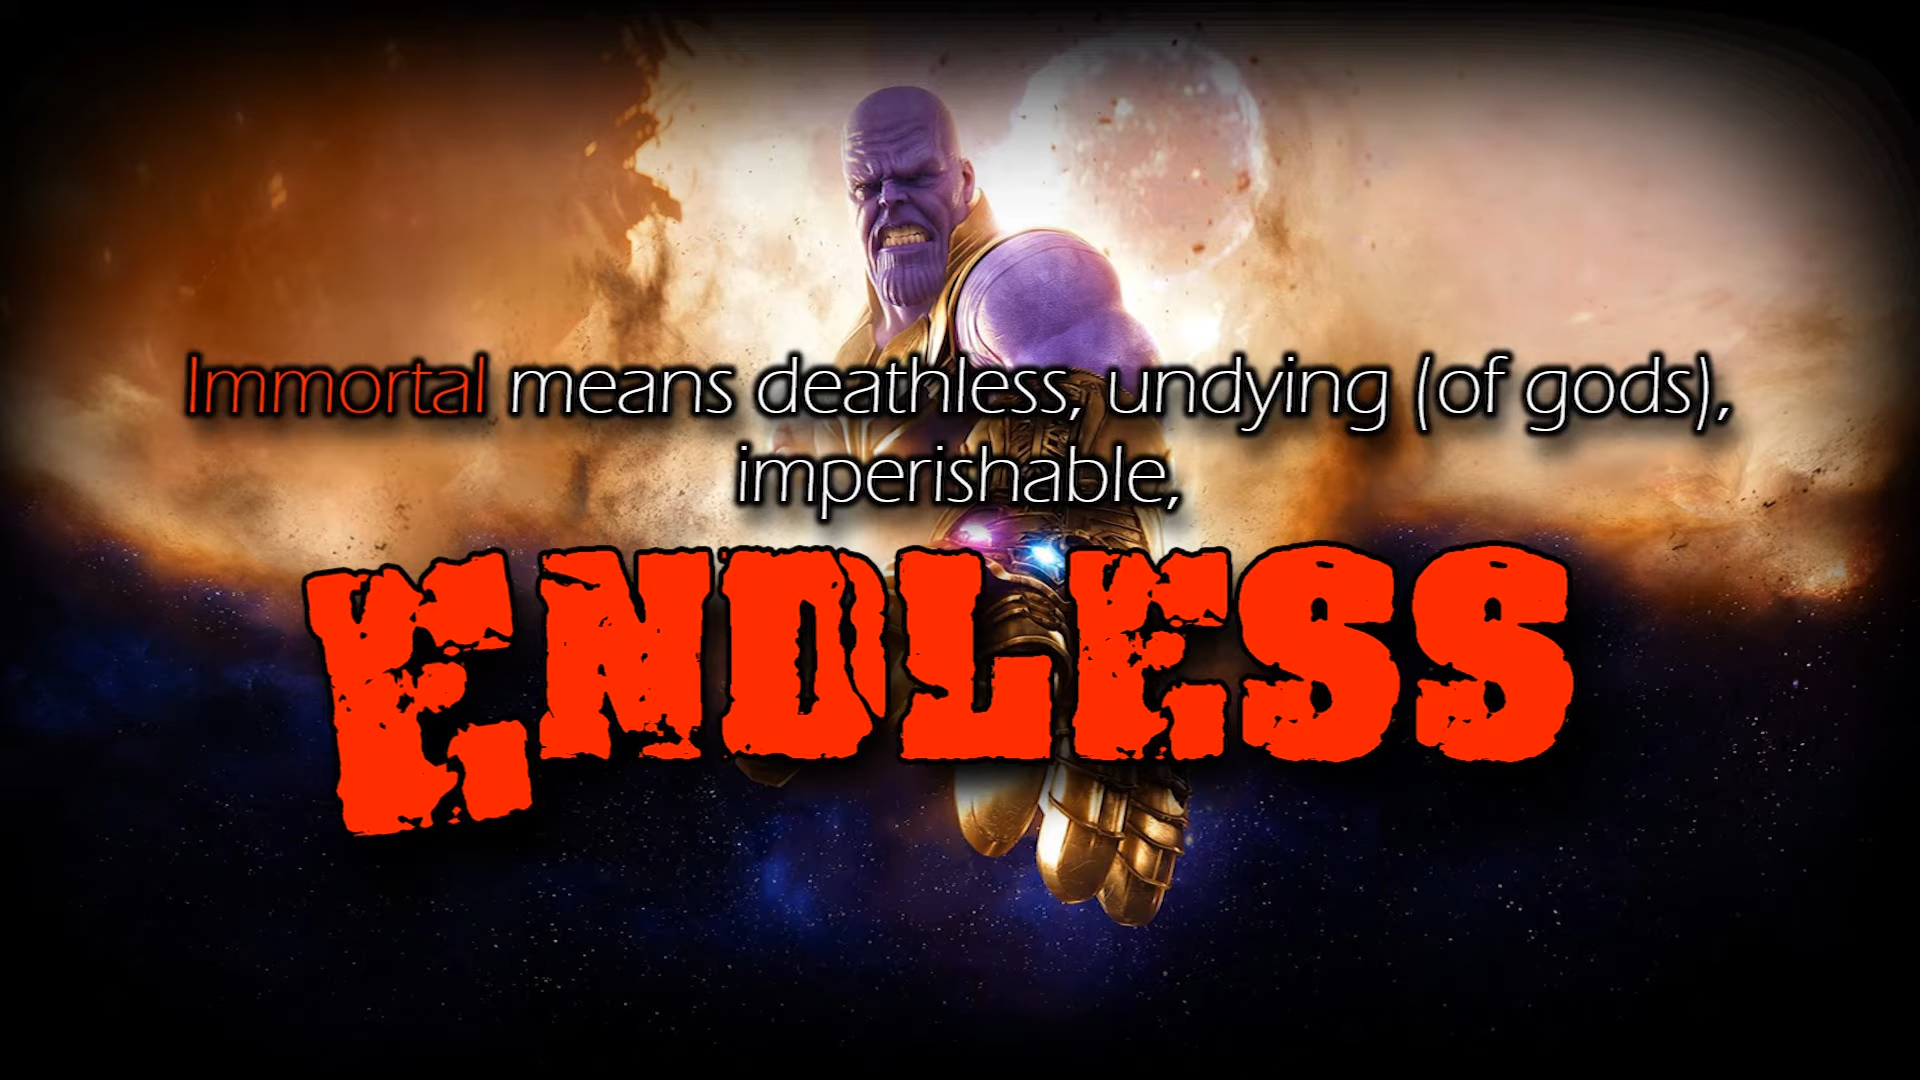 Immortal means deathless, undying (of gods),
imperishable,
ENDLESS